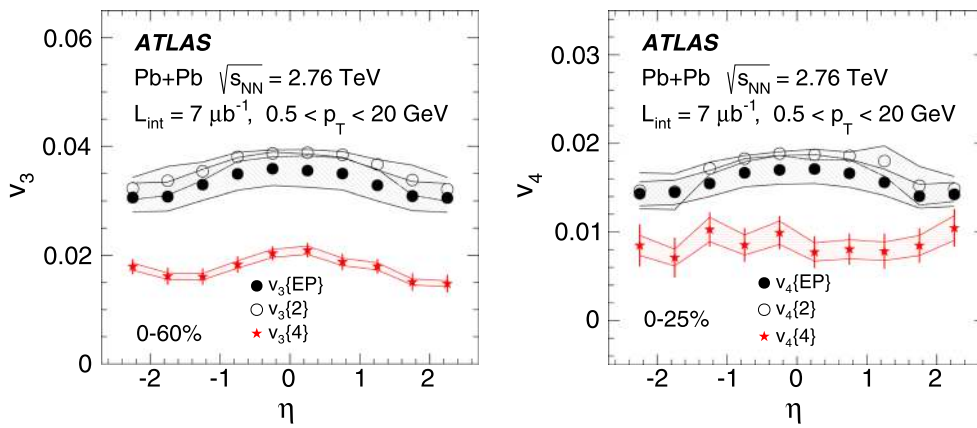 ATLAS
Pb+Pb √sNN = 2.76 TeV
Lint = 7 μb-1, 0.5 < pT < 20 GeV
v3
0.06
0.04
0.02
0
v3{EP}
v3{2}
v3{4}
0-60%
-2 -1 0 1 2
η
ATLAS
Pb+Pb √sNN = 2.76 TeV
Lint = 7 μb-1, 0.5 < pT < 20 GeV
v4
0.03
0.02
0.01
0
v4{EP}
v4{2}
v4{4}
0-25%
-2 -1 0 1 2
η